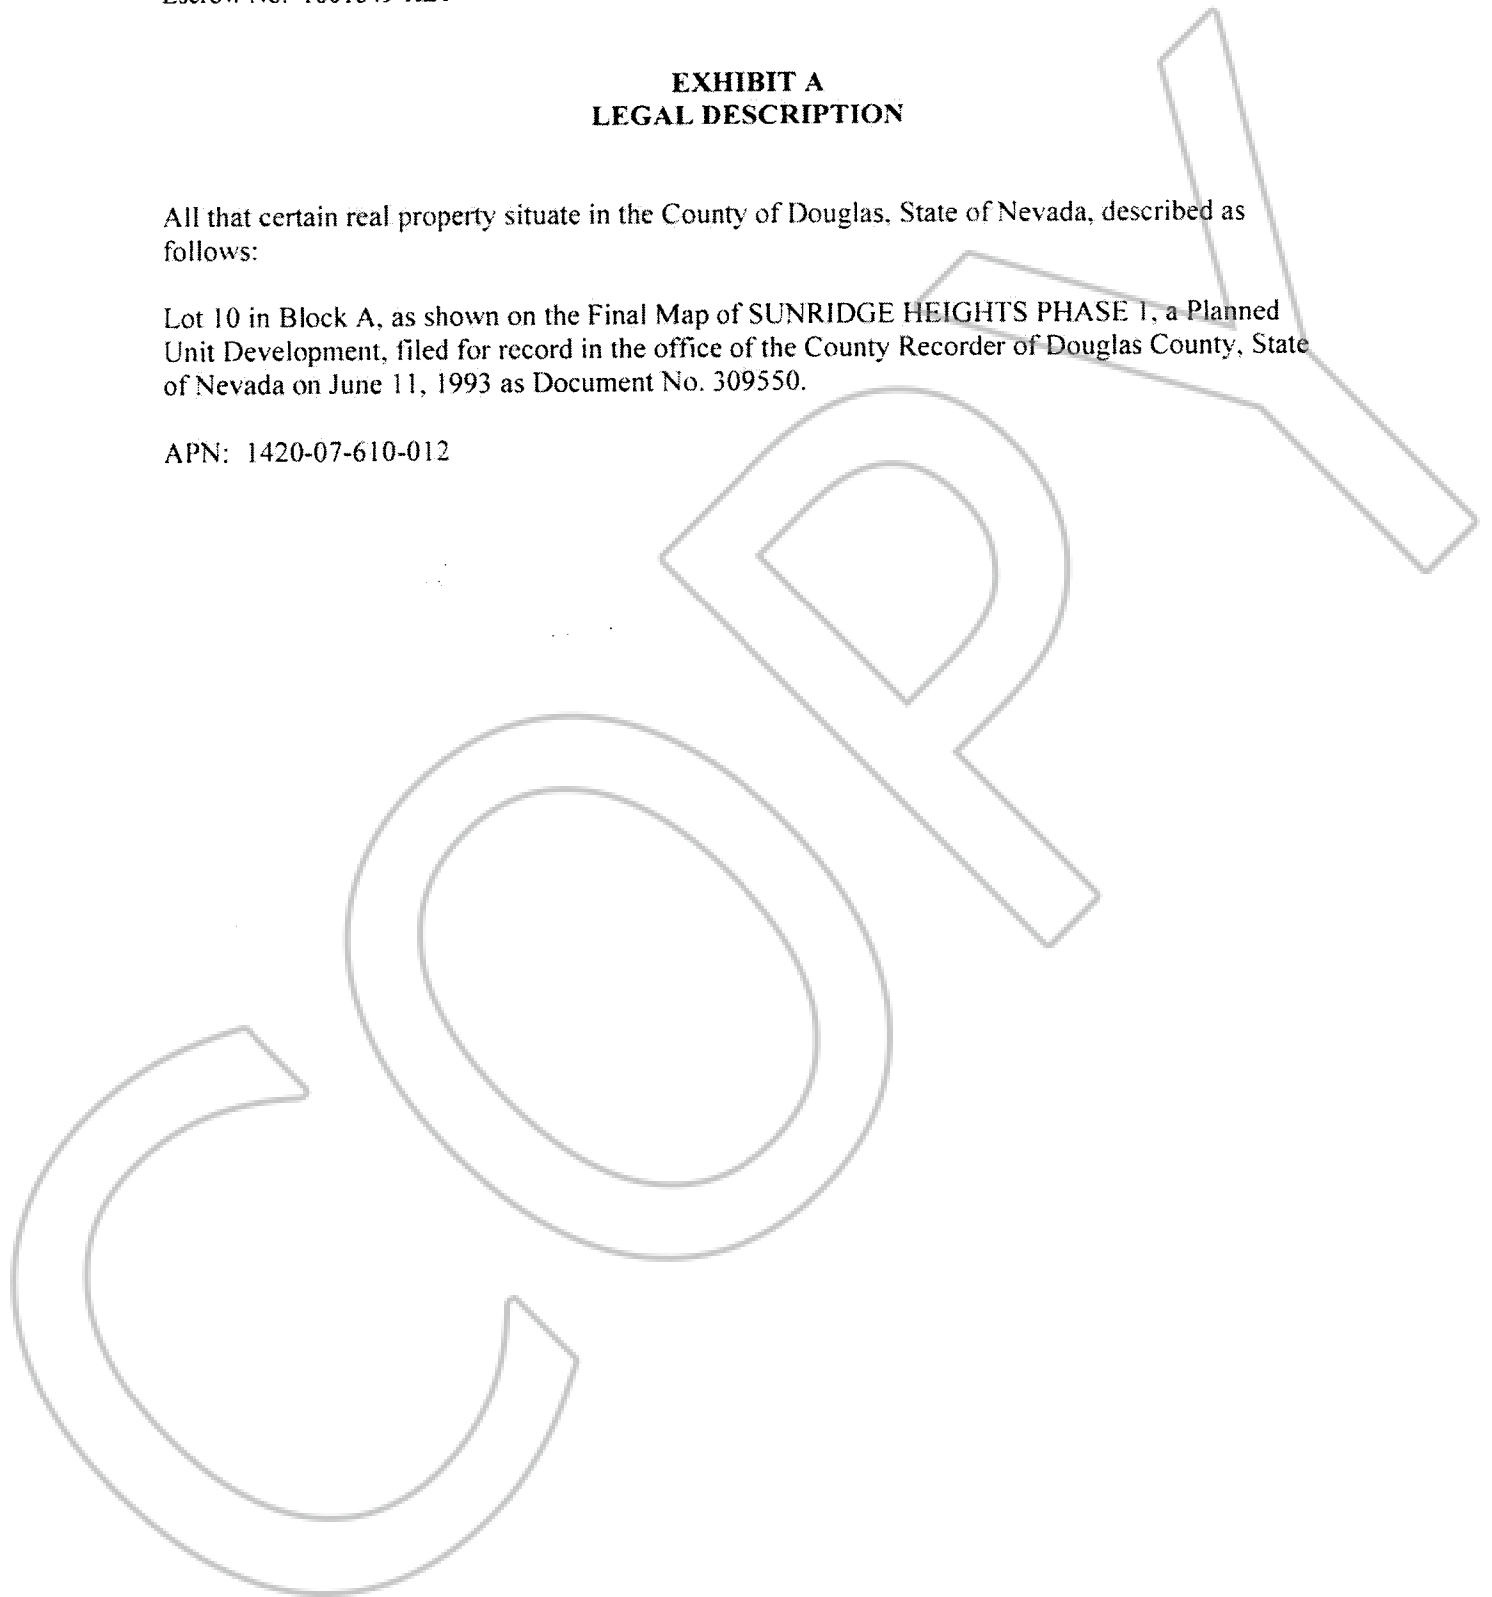 Escrow No.
EXHIBIT A
LEGAL DESCRIPTION
All that certain real property situate in the County of Douglas, State of Nevada, described as
follows:
Lot 10 in Block A, as shown on the Final Map of SUNRIDGE HEIGHTS PHASE 1, a Planned
Unit Development, filed for record in the office of the County Recorder of Douglas County, State
of Nevada on June 11, 1993 as Document No. 309550.
APN: 1420-07-610-012
COPY